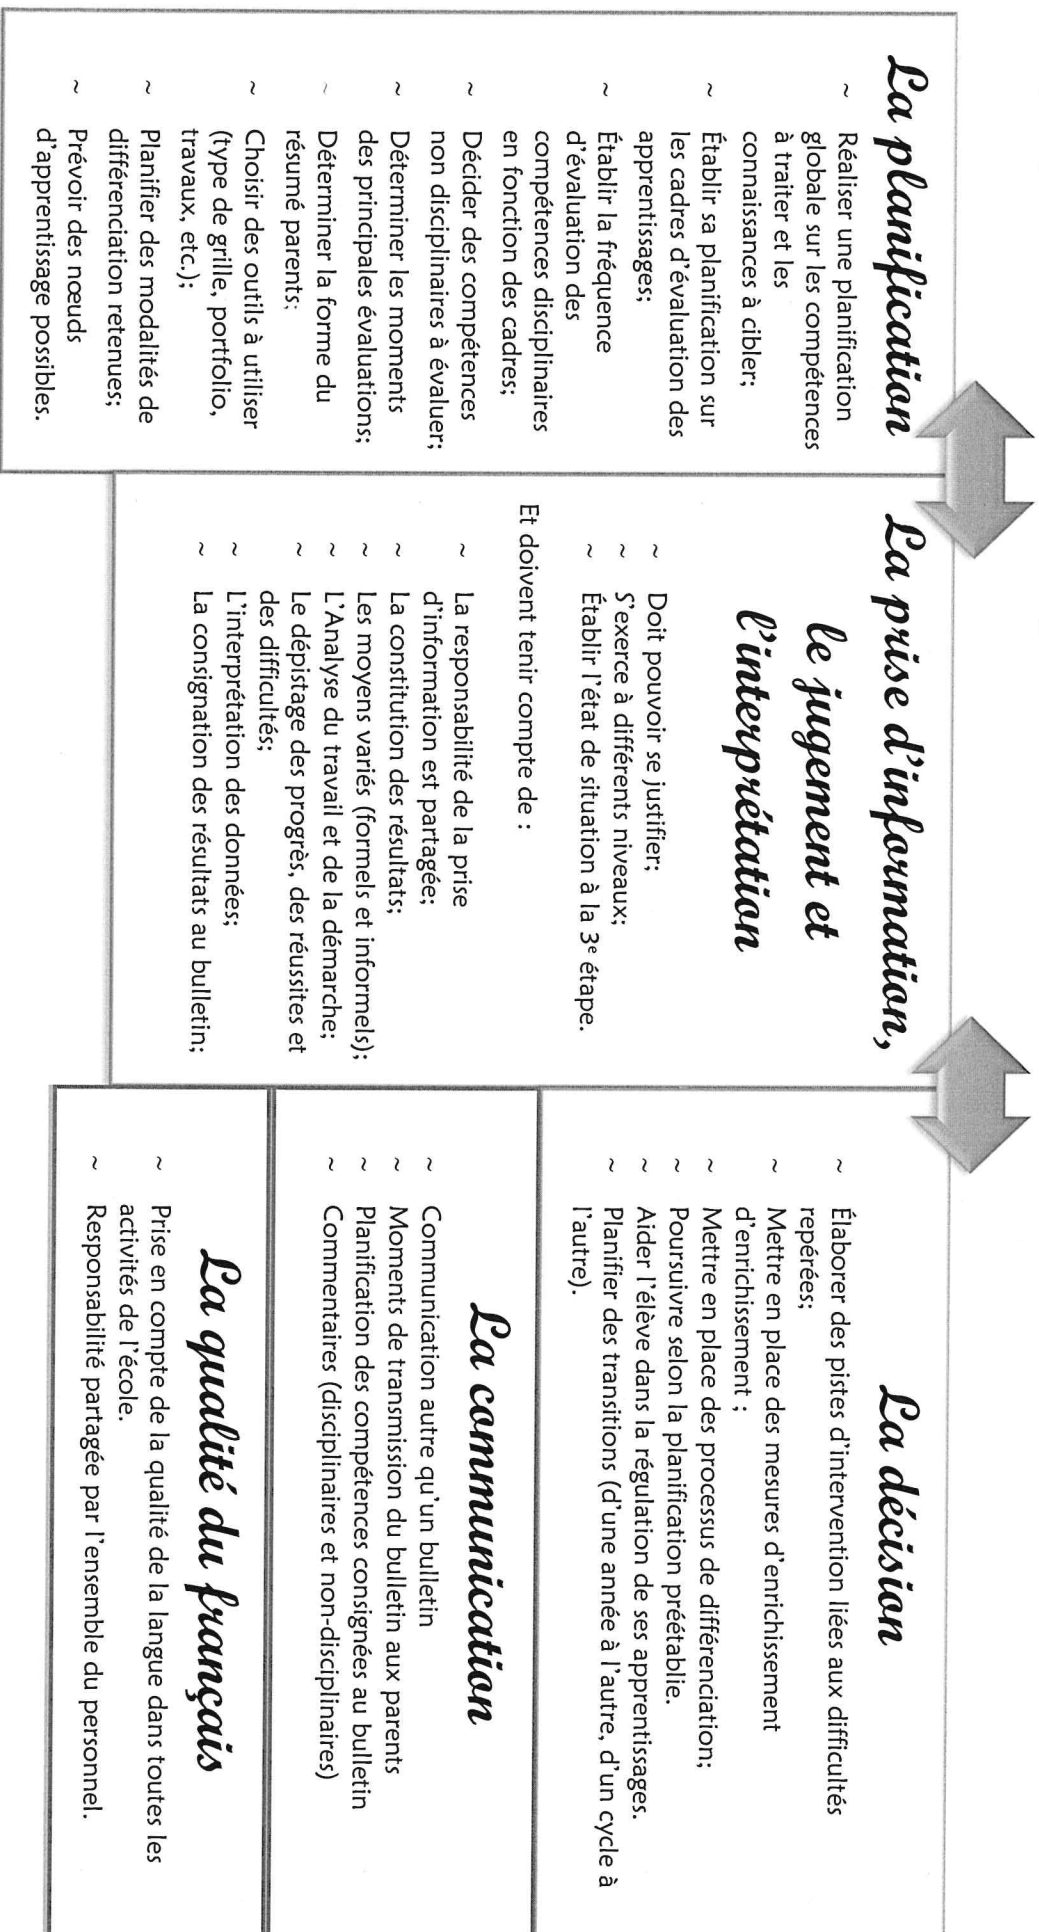 La planification
~ Réaliser une planification
globale sur les compétences
à traiter et les
connaissances à cibler;
~ Établir sa planification sur
les cadres d'évaluation des
apprentissages;
~ Établir la fréquence
d'évaluation des
compétences disciplinaires
en fonction des cadres;
~ Décider des compétences
non disciplinaires à évaluer;
~ Déterminer les moments
des principales évaluations;
~ Déterminer la forme du
résumé parents;
~ Choisir des outils à utiliser
(type de grille, portfolio,
travaux, etc.);
~ Planifier des modalités de
différenciation retenues;
~ Prévoir des nœuds
d'apprentissage possibles.
La prise d'information,
le jugement et
l'interprétation
~ Doit pouvoir se justifier;
~ S'exerce à différents niveaux;
~ Établir l'état de situation à la 3e étape.
Et doivent tenir compte de :
~ La responsabilité de la prise
d'information est partagée;
~ La constitution des résultats;
~ Les moyens variés (formels et informels);
~ L'Analyse du travail et de la démarche;
~ Le dépistage des progrès, des réussites et
des difficultés;
~ L'interprétation des données;
~ La consignation des résultats au bulletin;
La décision
~ Élaborer des pistes d'intervention liées aux difficultés
repérées;
~ Mettre en place des mesures d'enrichissement
d'enrichissement ;
~ Mettre en place des processus de différenciation;
~ Poursuivre selon la planification préétablie.
~ Aider l'élève dans la régulation de ses apprentissages.
~ Planifier des transitions (d'une année à l'autre, d'un cycle à
l'autre).
La communication
~ Communication autre qu'un bulletin
~ Moments de transmission du bulletin aux parents
~ Planification des compétences consignées au bulletin
~ Commentaires (disciplinaires et non-disciplinaires)
La qualité du français
~ Prise en compte de la qualité de la langue dans toutes les
activités de l'école.
~ Responsabilité partagée par l'ensemble du personnel.